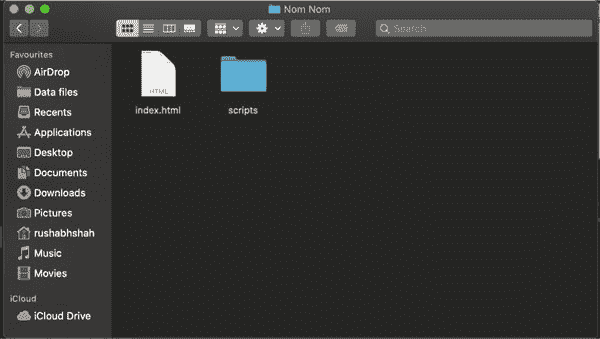 Nom Nom
Search
Favourites
AirDrop
Data files
Recents
Applications
Desktop
Documents
Downloads
Pictures
rushabhshah
Music
Movies
iCloud
iCloud Drive
HTML
index.html
scripts